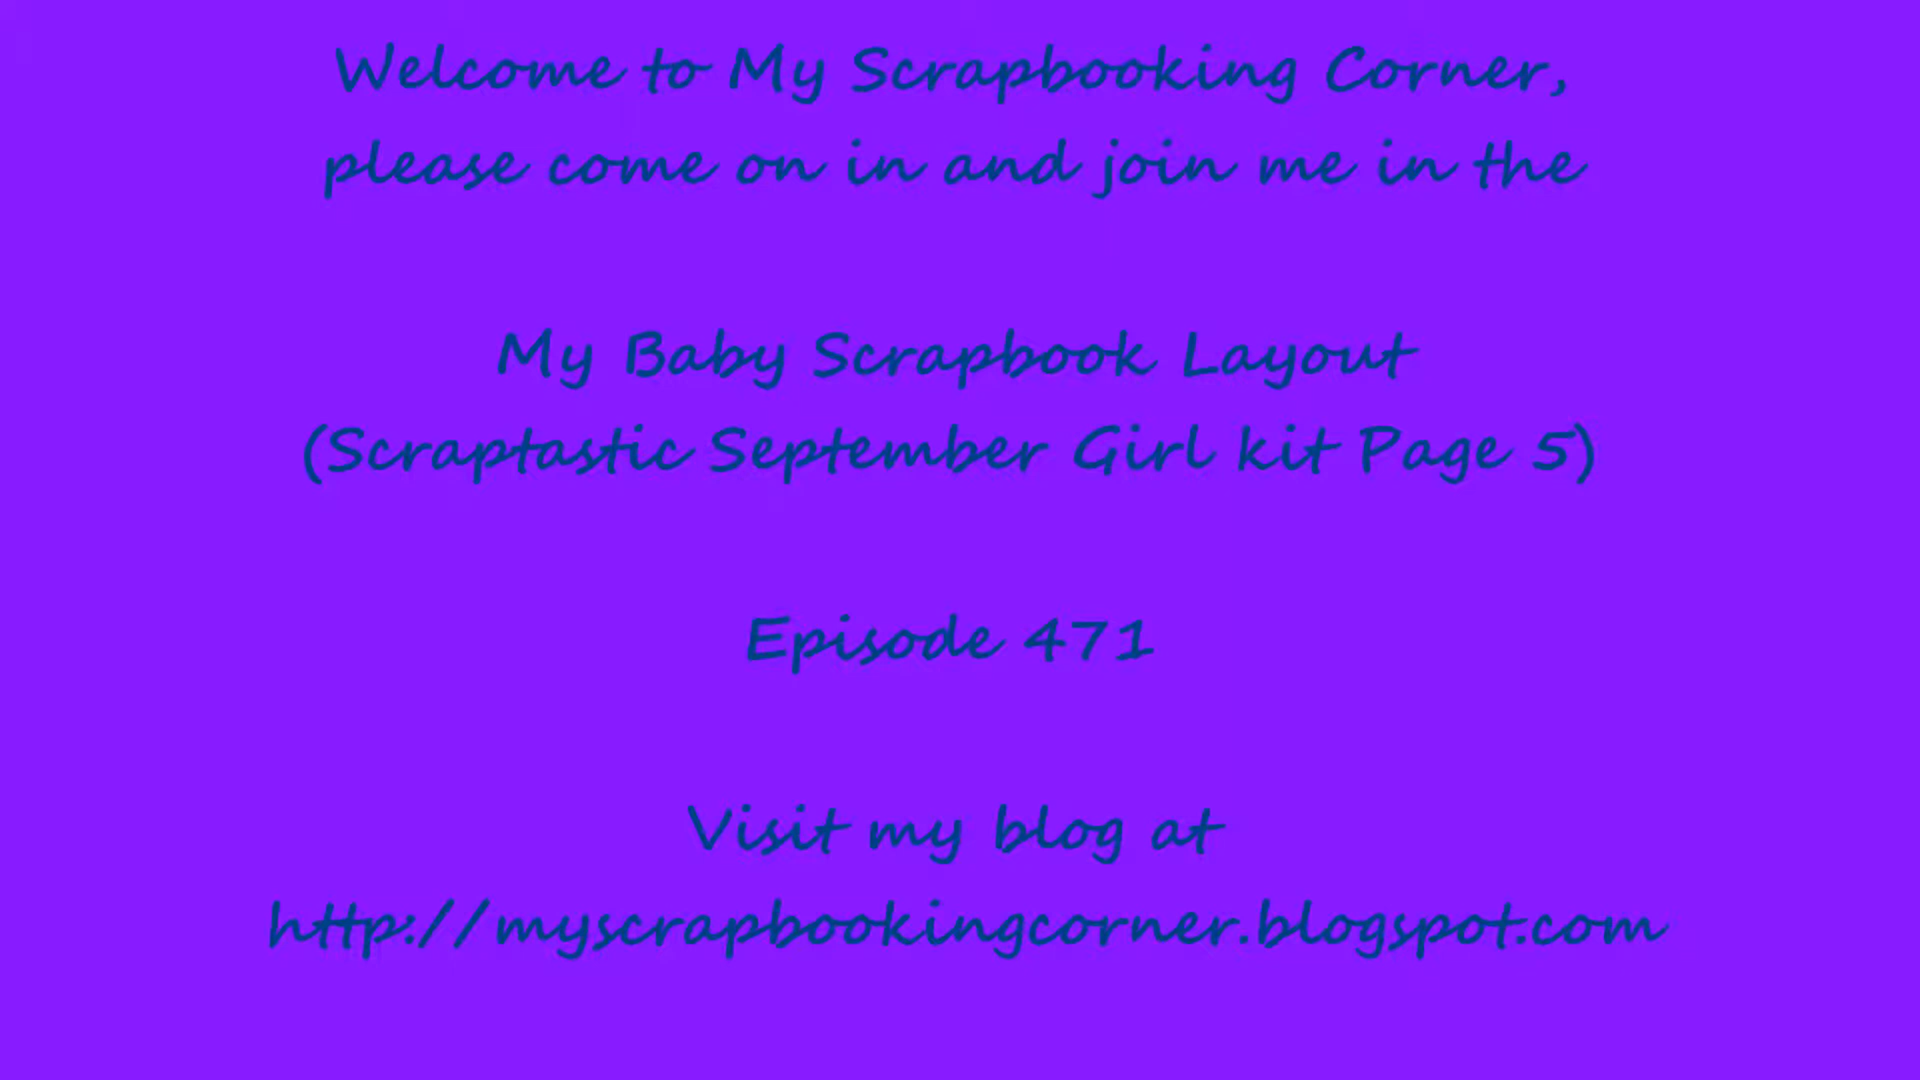 Welcome to My Scrapbooking Corner,
please come on in and join me in the
My Baby Scrapbook Layout
(Scraptastic September Girl kit Page 5)
Episode 471
Visit my blog at
http://myscrapbookingcorner.blogspot.com